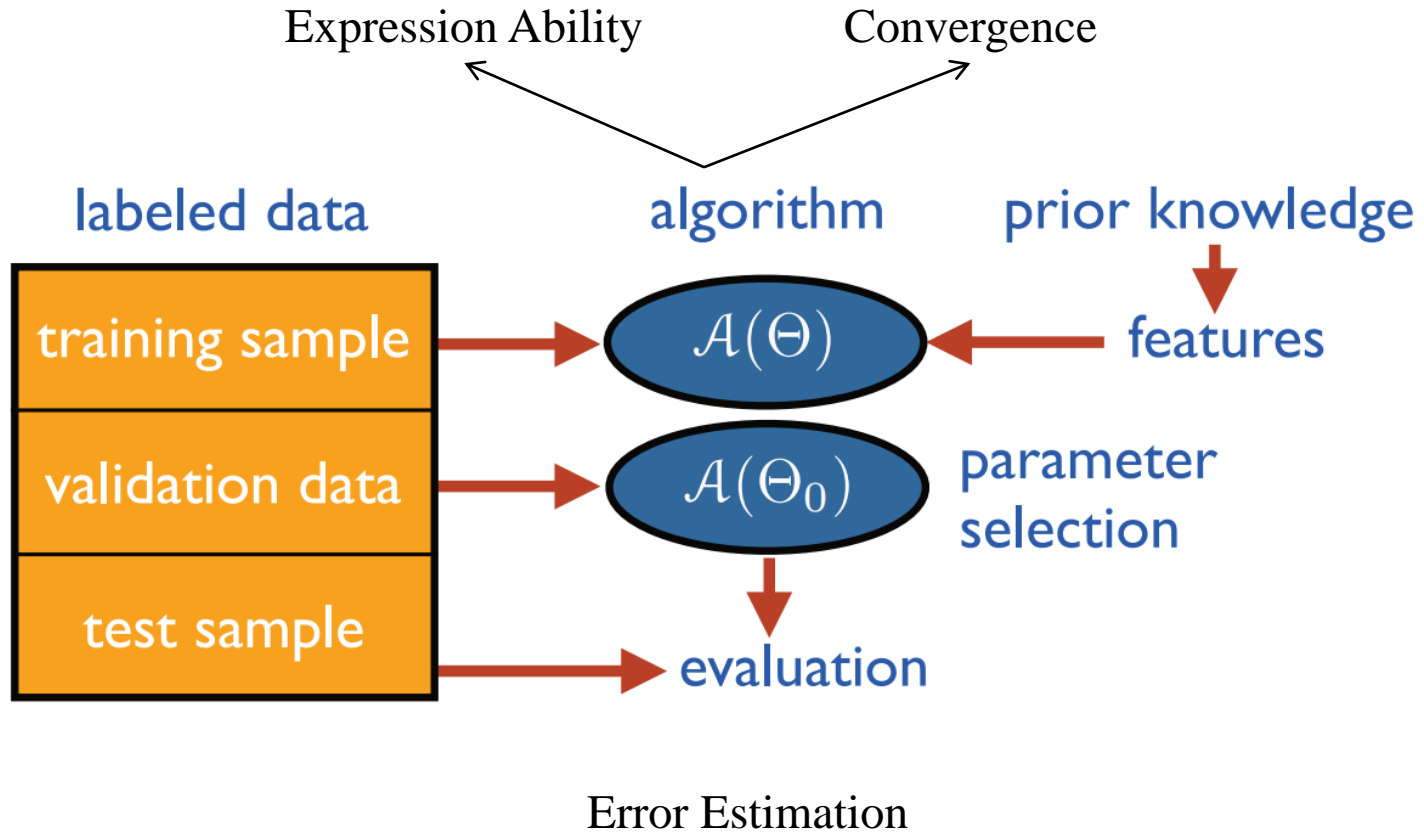 Expression Ability
Convergence
labeled data
algorithm
prior knowledge
training sample
𝒜(Θ)
features
validation data
𝒜(Θ₀)
parameter
selection
test sample
evaluation
Error Estimation